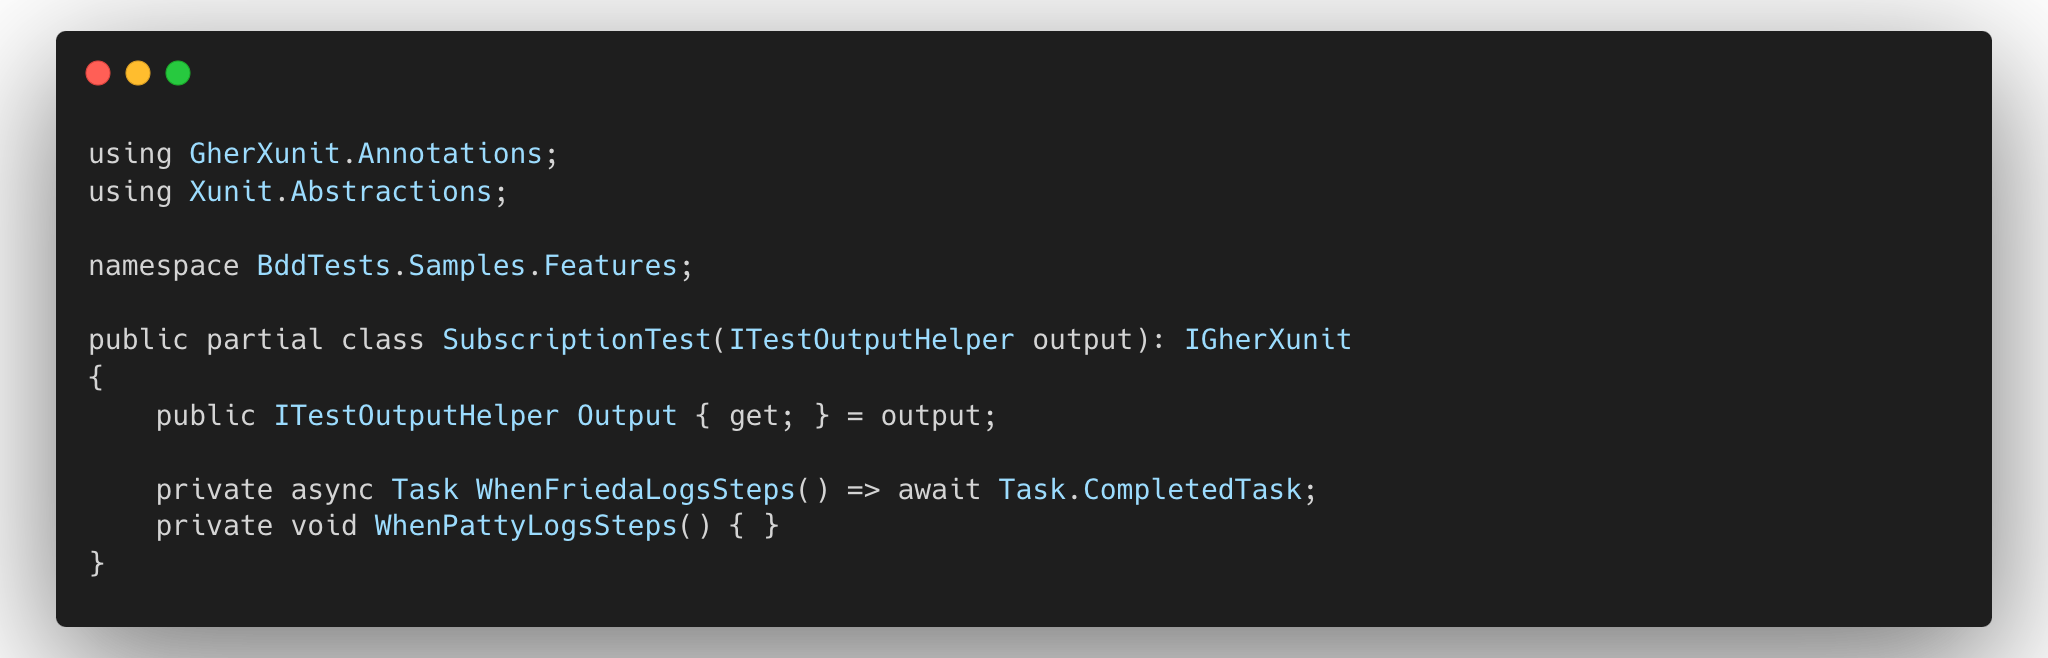 using GherXunit.Annotations;
using Xunit.Abstractions;

namespace BddTests.Samples.Features;

public partial class SubscriptionTest(ITestOutputHelper output): IGherXunit
{
    public ITestOutputHelper Output { get; } = output;

    private async Task WhenFriedaLogsSteps() => await Task.CompletedTask;
    private void WhenPattyLogsSteps() { }
}